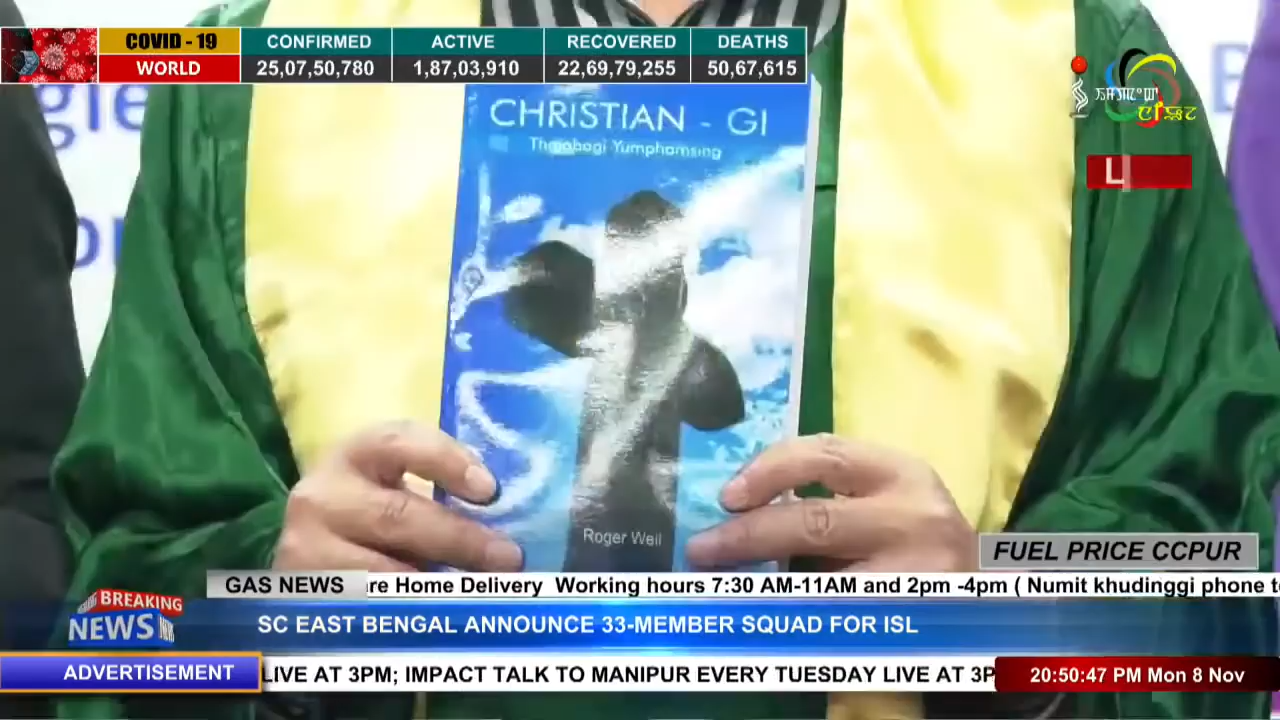 COVID - 19
CONFIRMED
ACTIVE
RECOVERED
DEATHS
WORLD
25,07,50,780
1,87,03,910
22,69,79,255
50,67,615
CHRISTIAN - GI
Thoabagi Yumphamsing
Roger Weil
L
FUEL PRICE CCPUR
GAS NEWS
re Home Delivery Working hours 7:30 AM-11AM and 2pm -4pm ( Numit khudinggi phone t
BREAKING
NEWS
SC EAST BENGAL ANNOUNCE 33-MEMBER SQUAD FOR ISL
ADVERTISEMENT
LIVE AT 3PM; IMPACT TALK TO MANIPUR EVERY TUESDAY LIVE AT 3P
20:50:47 PM Mon 8 Nov